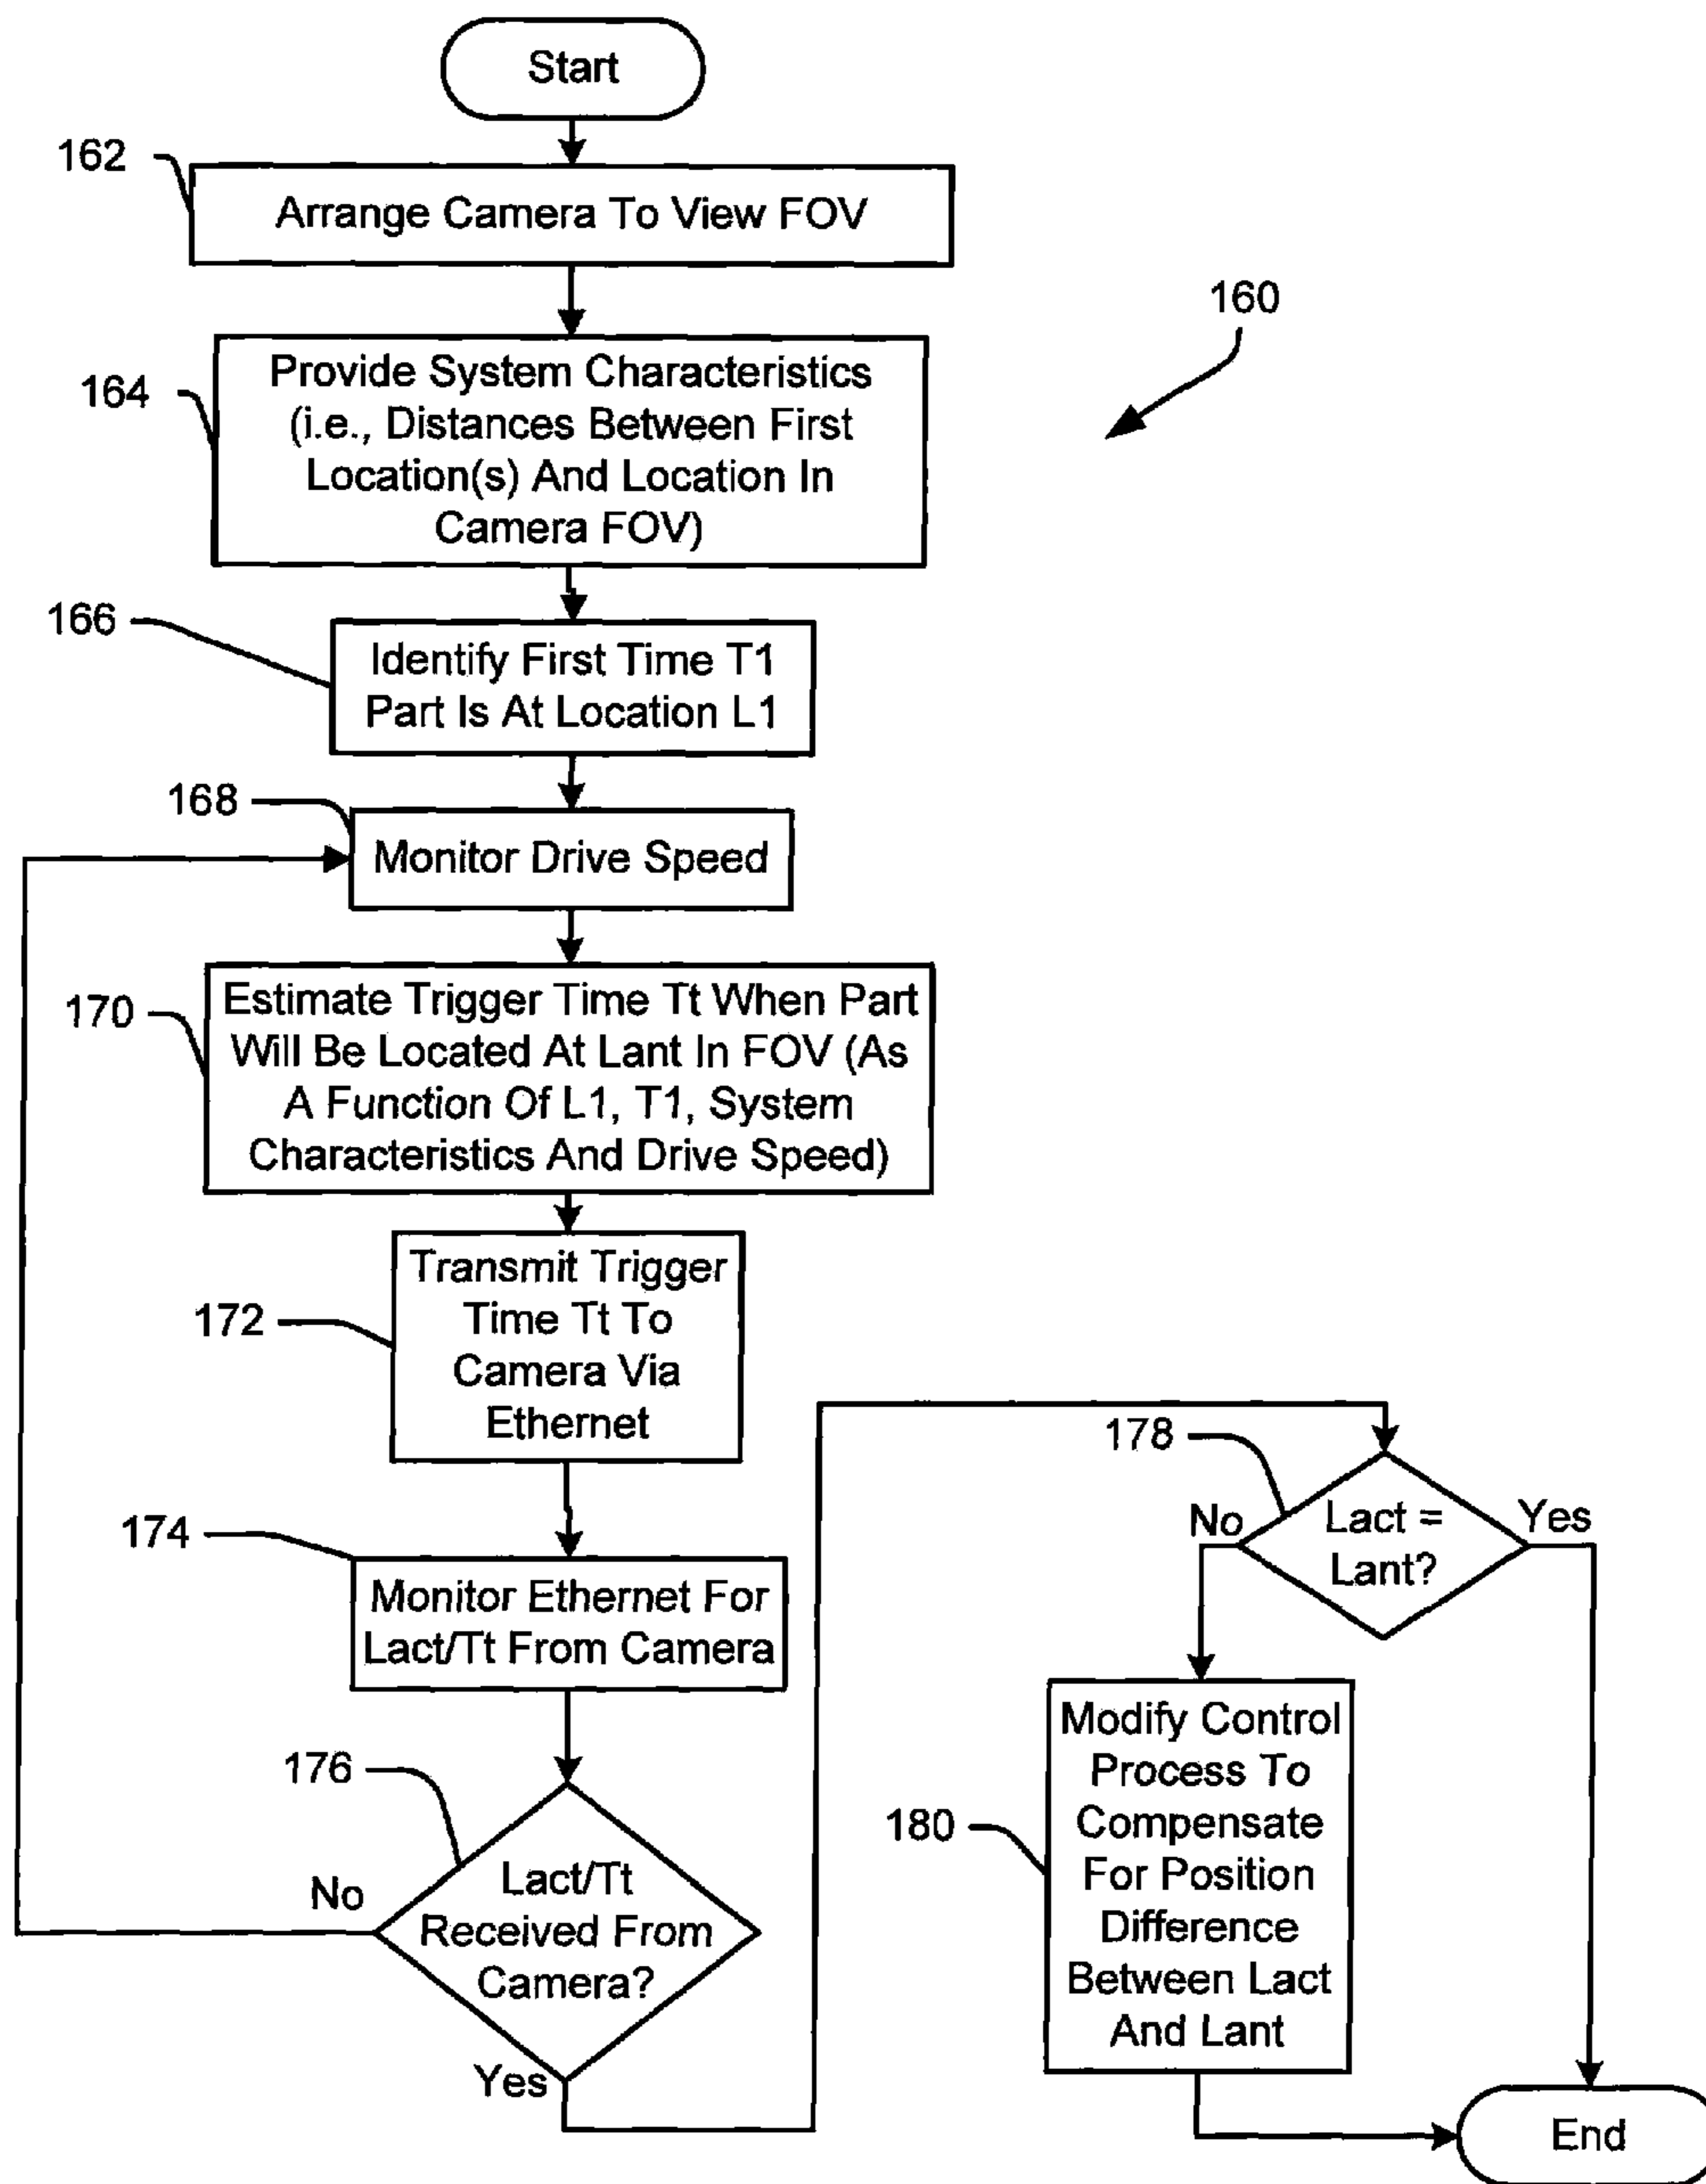 Start
162
Arrange Camera To View FOV
160
164
Provide System Characteristics
(i.e., Distances Between First
Location(s) And Location In
Camera FOV)
166
Identify First Time T1
Part Is At Location L1
168
Monitor Drive Speed
170
Estimate Trigger Time Tt When Part
Will Be Located At Lant In FOV (As
A Function Of L1, T1, System
Characteristics And Drive Speed)
172
Transmit Trigger
Time Tt To
Camera Via
Ethernet
174
Monitor Ethernet For
Lact/Tt From Camera
176
Lact/Tt
Received From
Camera?
No
Yes
178
Lact =
Lant?
No
Yes
180
Modify Control
Process To
Compensate
For Position
Difference
Between Lact
And Lant
End